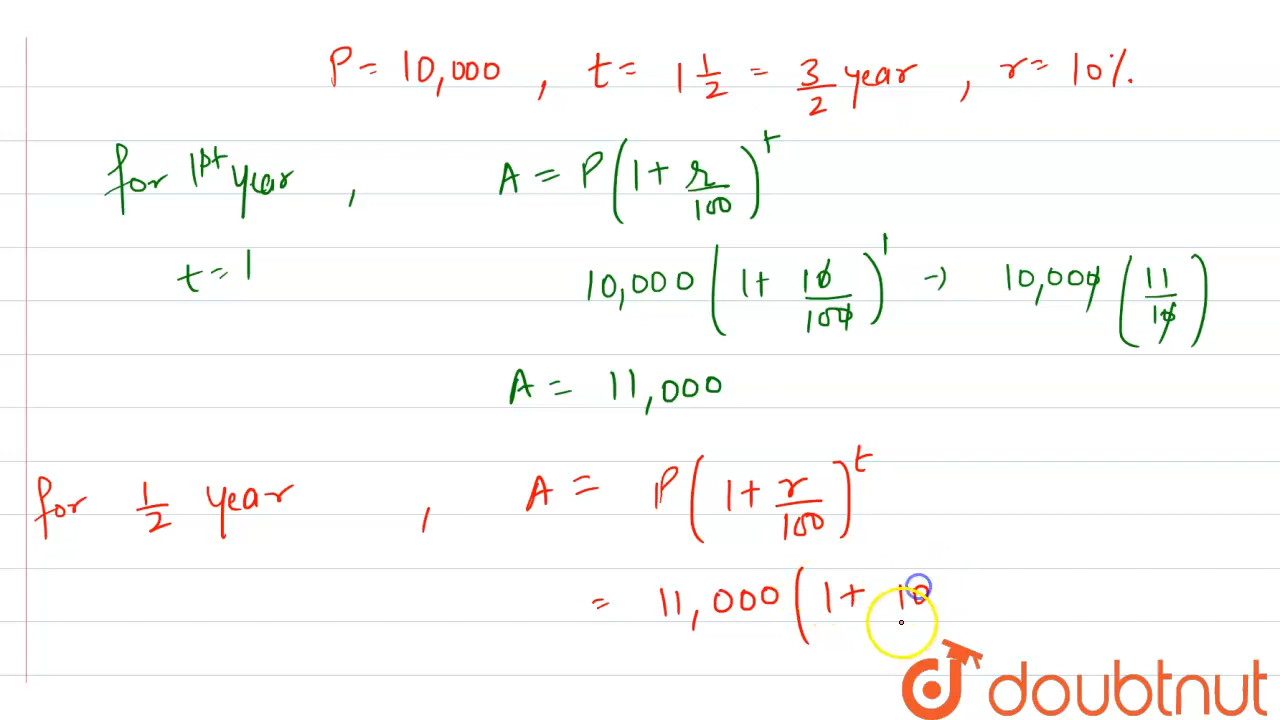 P = 10,000 , t = 1 1/2 = 3/2 year , r = 10%.
for 1st year , A = P(1 + r/100)^t
t = 1 10,000(1 + 10/100)^1 → 10,000(11/10)
A = 11,000
for 1/2 year , A = P(1 + r/100)^t
= 11,000(1 + 10
doubtnut